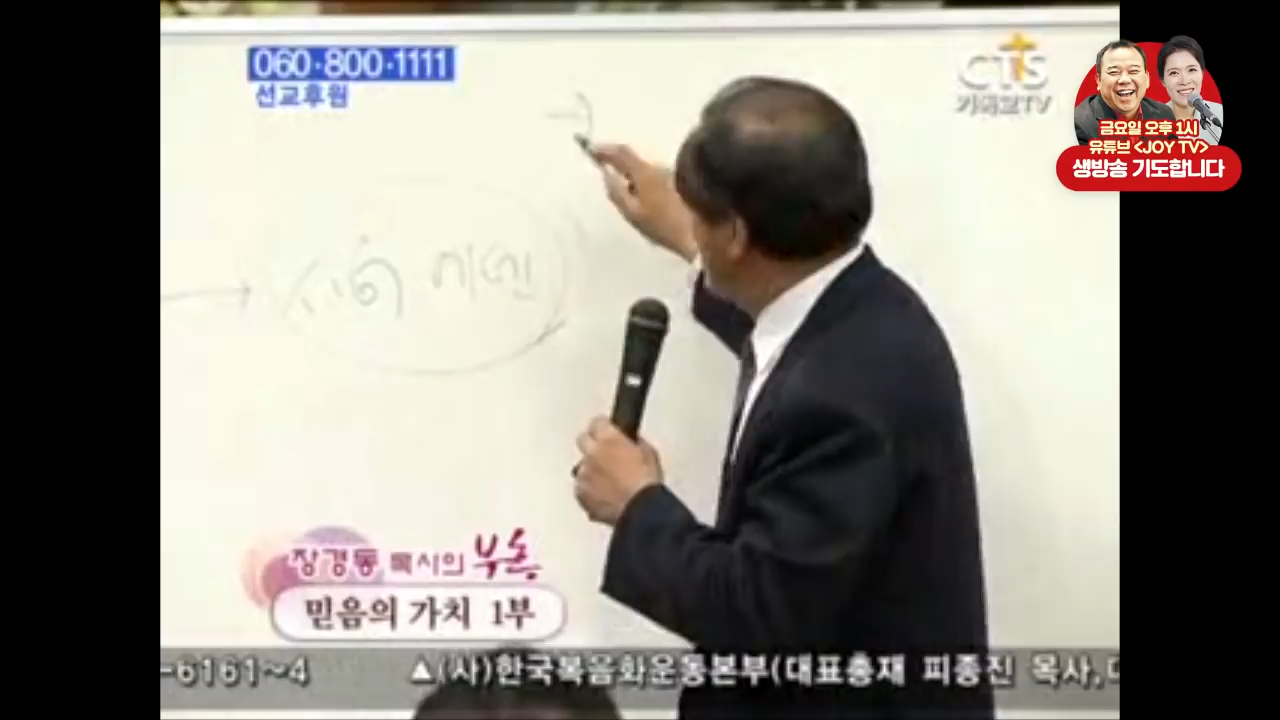 060·800·1111
선교후원
CTS
기독교TV
금요일 오후 1시
유튜브 <JOY TV>
생방송 기도합니다
장경동 목사의
믿음의 가치 1부
-6161~4 ▲(사)한국복음화운동본부(대표총재 피종진 목사,